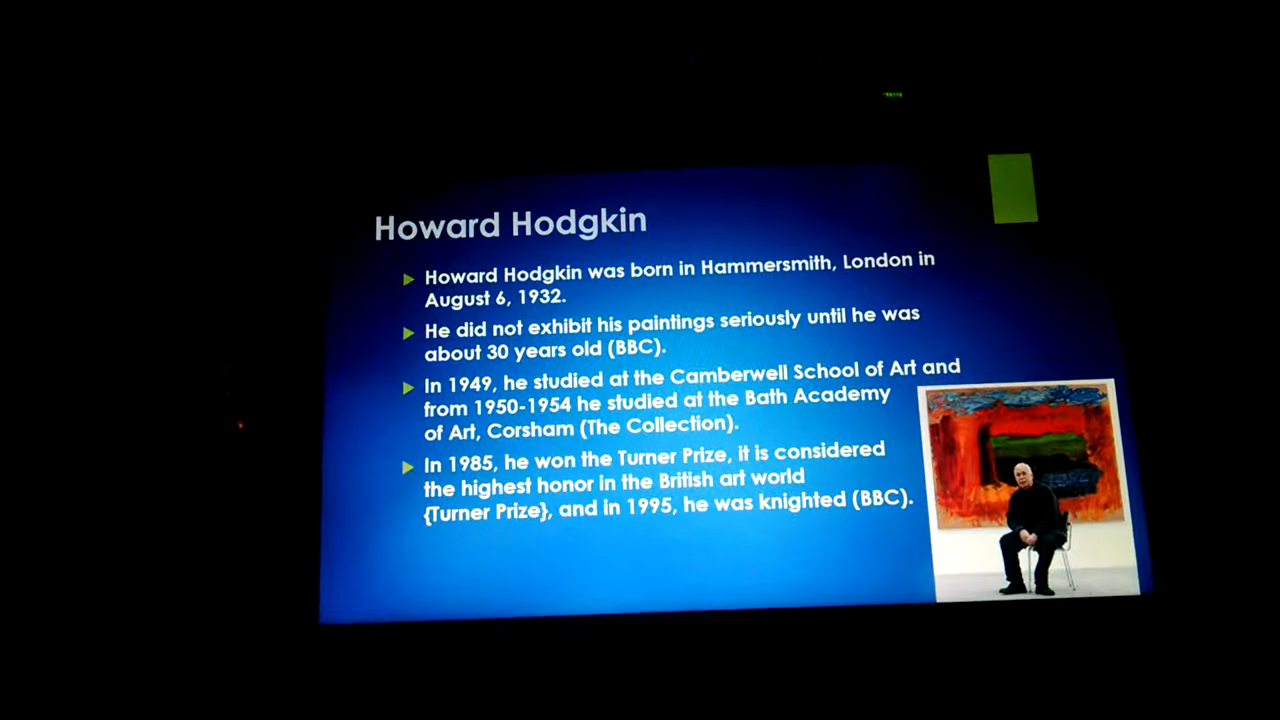 Howard Hodgkin
Howard Hodgkin was born in Hammersmith, London in
August 6, 1932.
He did not exhibit his paintings seriously until he was
about 30 years old (BBC).
In 1949, he studied at the Camberwell School of Art and
from 1950-1954 he studied at the Bath Academy
of Art, Corsham (The Collection).
In 1985, he won the Turner Prize, it is considered
the highest honor in the British art world
{Turner Prize}, and in 1995, he was knighted (BBC).